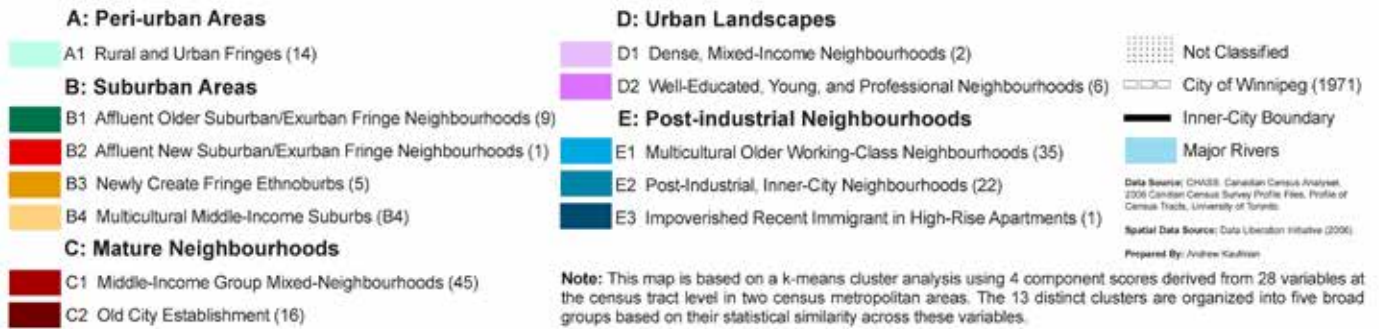 A: Peri-urban Areas
A1 Rural and Urban Fringes (14)
B: Suburban Areas
B1 Affluent Older Suburban/Exurban Fringe Neighbourhoods (9)
B2 Affluent New Suburban/Exurban Fringe Neighbourhoods (1)
B3 Newly Create Fringe Ethnoburbs (5)
B4 Multicultural Middle-Income Suburbs (B4)
C: Mature Neighbourhoods
C1 Middle-Income Group Mixed-Neighbourhoods (45)
C2 Old City Establishment (16)
D: Urban Landscapes
D1 Dense, Mixed-Income Neighbourhoods (2)
D2 Well-Educated, Young, and Professional Neighbourhoods (6)
E: Post-industrial Neighbourhoods
E1 Multicultural Older Working-Class Neighbourhoods (35)
E2 Post-Industrial, Inner-City Neighbourhoods (22)
E3 Impoverished Recent Immigrant in High-Rise Apartments (1)
Not Classified
City of Winnipeg (1971)
Inner-City Boundary
Major Rivers
Data Source: CHASS. Canadian Census Analyser,
2006 Canadian Census Survey Profile Files, Profile of
Census Tracts, University of Toronto.
Spatial Data Source: Data Liberation Initiative (2006)
Prepared By: Andrew Kaufman
Note: This map is based on a k-means cluster analysis using 4 component scores derived from 28 variables at
the census tract level in two census metropolitan areas. The 13 distinct clusters are organized into five broad
groups based on their statistical similarity across these variables.